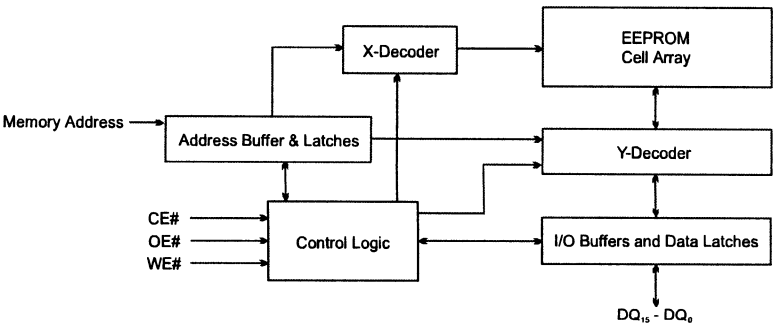 EEPROM
Cell Array
X-Decoder
Memory Address
Address Buffer & Latches
Y-Decoder
CE#
OE#
WE#
Control Logic
I/O Buffers and Data Latches
DQ₁₅ - DQ₀